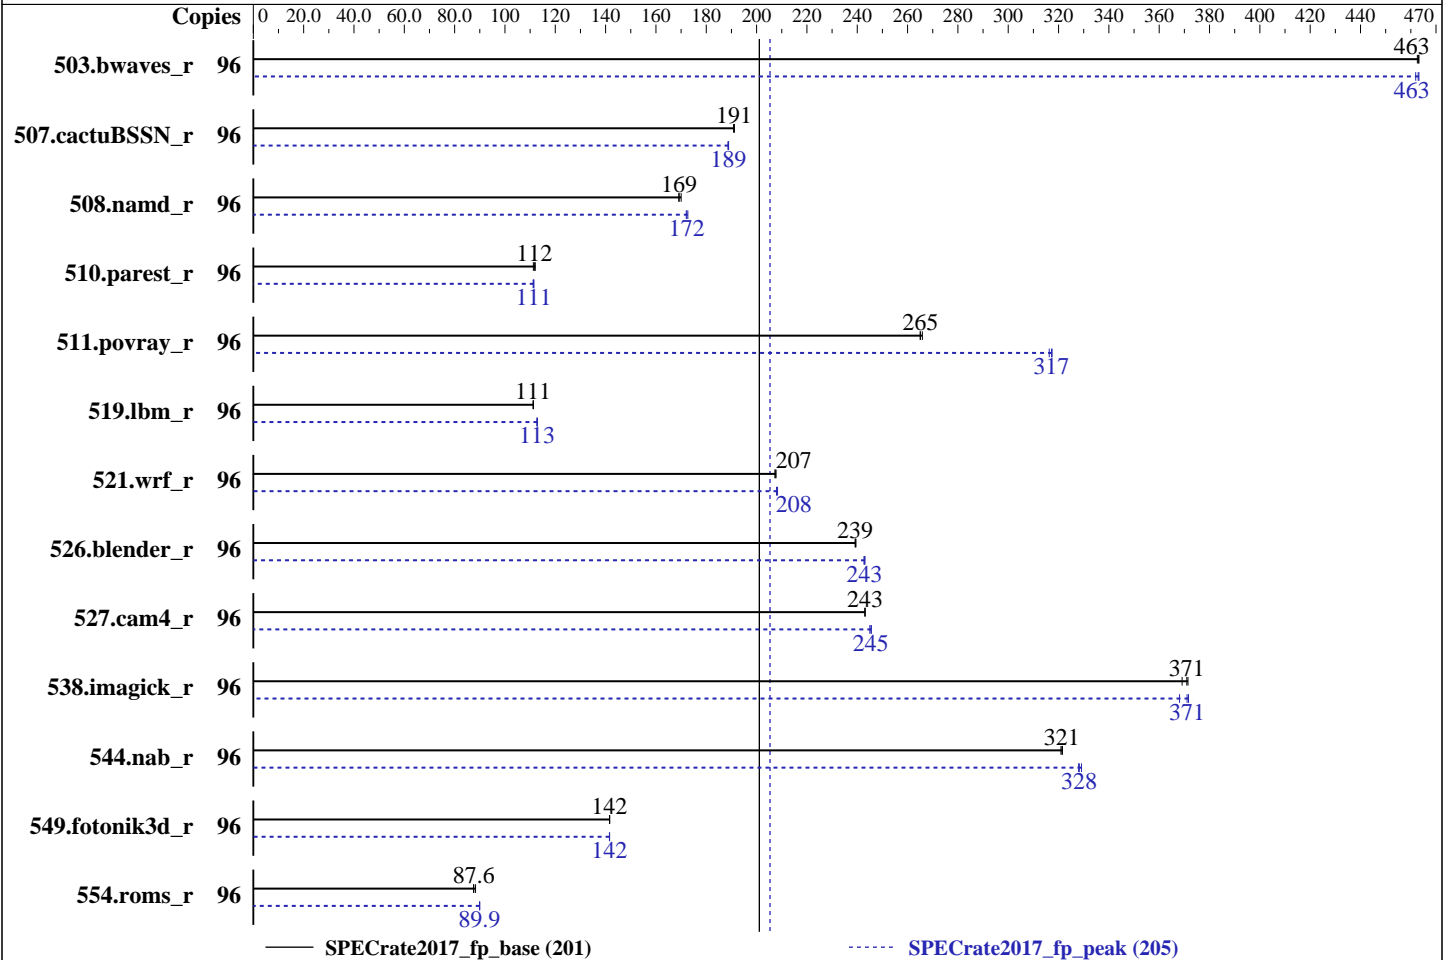 Copies 0 20.0 40.0 60.0 80.0 100 120 140 160 180 200 220 240 260 280 300 320 340 360 380 400 420 440 470
503.bwaves_r 96 463
463
507.cactuBSSN_r 96 191
189
508.namd_r 96 169
172
510.parest_r 96 112
111
511.povray_r 96 265
317
519.lbm_r 96 111
113
521.wrf_r 96 207
208
526.blender_r 96 239
243
527.cam4_r 96 243
245
538.imagick_r 96 371
371
544.nab_r 96 321
328
549.fotonik3d_r 96 142
142
554.roms_r 96 87.6
89.9
SPECrate2017_fp_base (201) SPECrate2017_fp_peak (205)